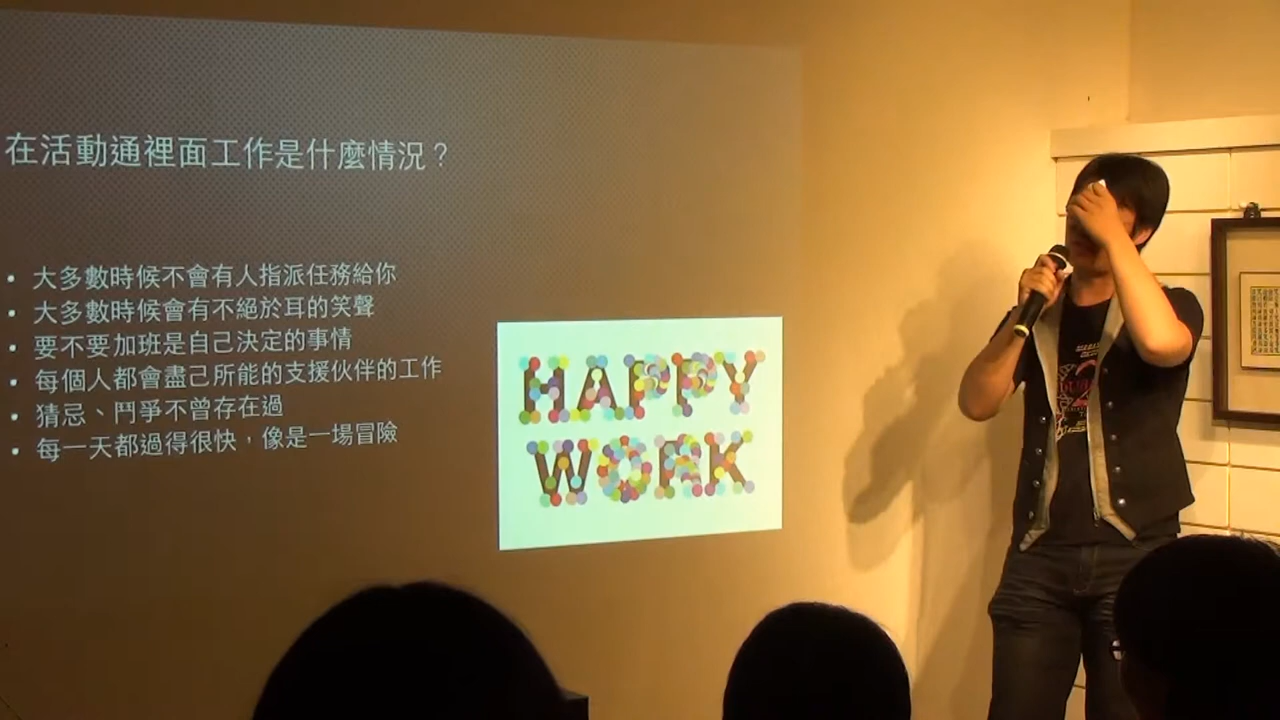 在活動通裡面工作是什麼情況？
• 大多數時候不會有人指派任務給你
• 大多數時候會有不絕於耳的笑聲
• 要不要加班是自己決定的事情
• 每個人都會盡己所能的支援伙伴的工作
• 猜忌、鬥爭不曾存在過
• 每一天都過得很快，像是一場冒險
HAPPY
WORK